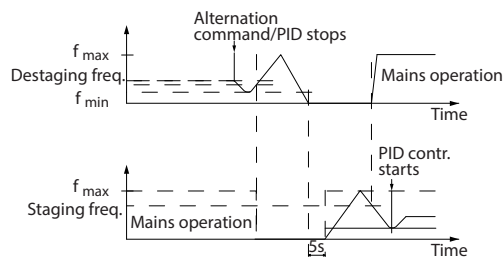 Alternation
command/PID stops
f max
Destaging freq.
f min
Mains operation
Time
PID contr.
starts
f max
Staging freq.
Mains operation
5s
Time